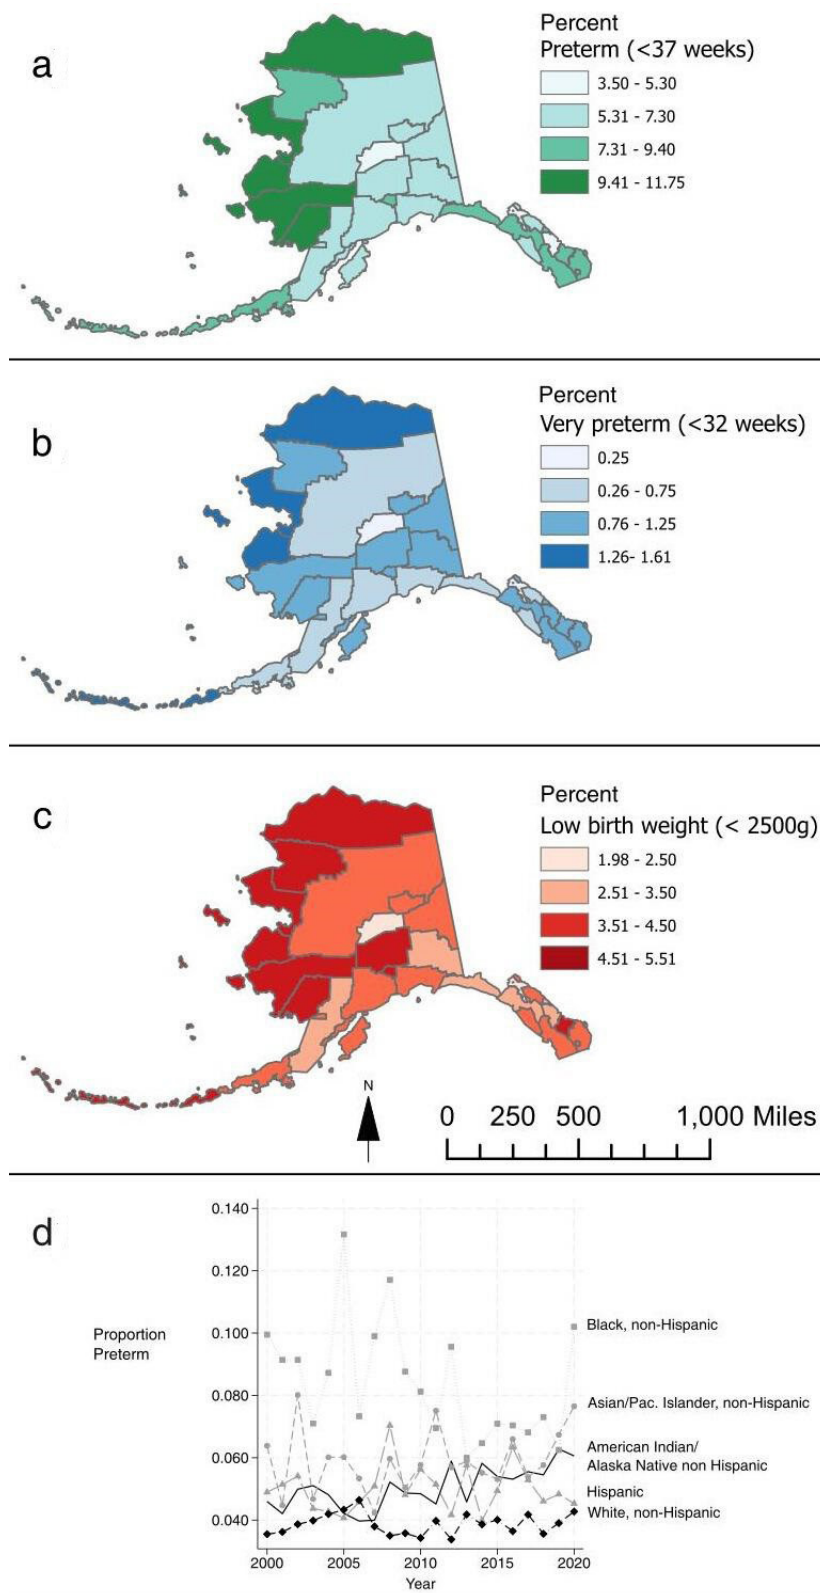 a
Percent
Preterm (<37 weeks)
3.50 - 5.30
5.31 - 7.30
7.31 - 9.40
9.41 - 11.75
b
Percent
Very preterm (<32 weeks)
0.25
0.26 - 0.75
0.76 - 1.25
1.26- 1.61
c
Percent
Low birth weight (< 2500g)
1.98 - 2.50
2.51 - 3.50
3.51 - 4.50
4.51 - 5.51
N
0 250 500 1,000 Miles
d
0.140
0.120
0.100
0.080
0.060
0.040
Proportion
Preterm
Black, non-Hispanic
Asian/Pac. Islander, non-Hispanic
American Indian/
Alaska Native non Hispanic
Hispanic
White, non-Hispanic
2000 2005 2010 2015 2020
Year